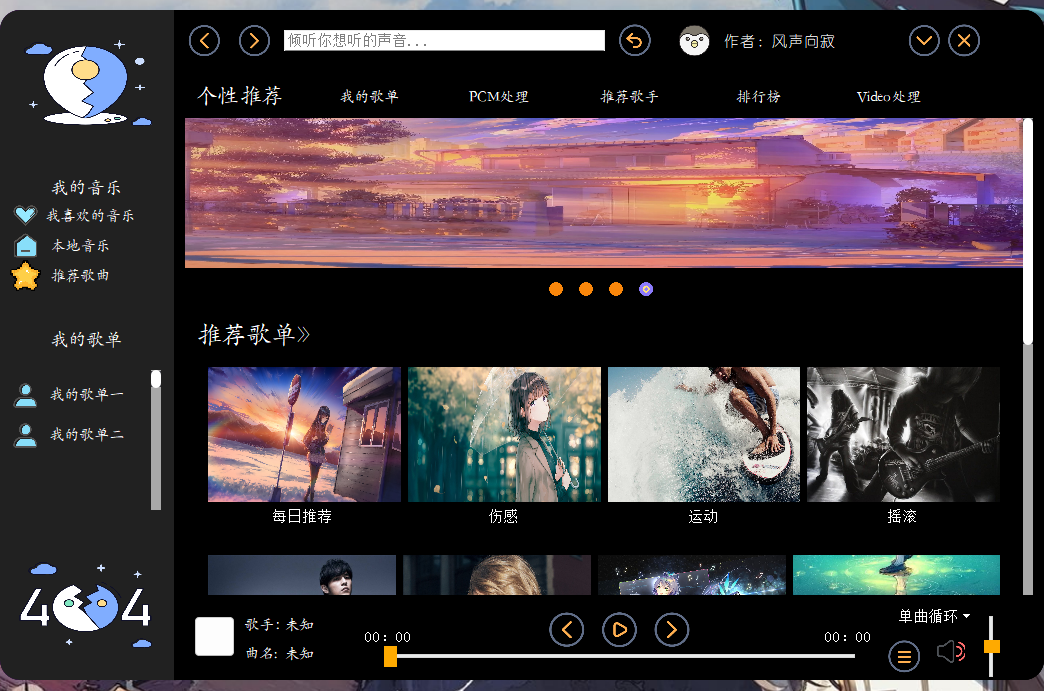 倾听你想听的声音...
作者：风声向寂
个性推荐
我的歌单
PCM处理
推荐歌手
排行榜
Video处理
我的音乐
我喜欢的音乐
本地音乐
推荐歌曲
我的歌单
我的歌单一
我的歌单二
404
推荐歌单》
每日推荐
伤感
运动
摇滚
歌手：未知
曲名：未知
00：00
00：00
单曲循环